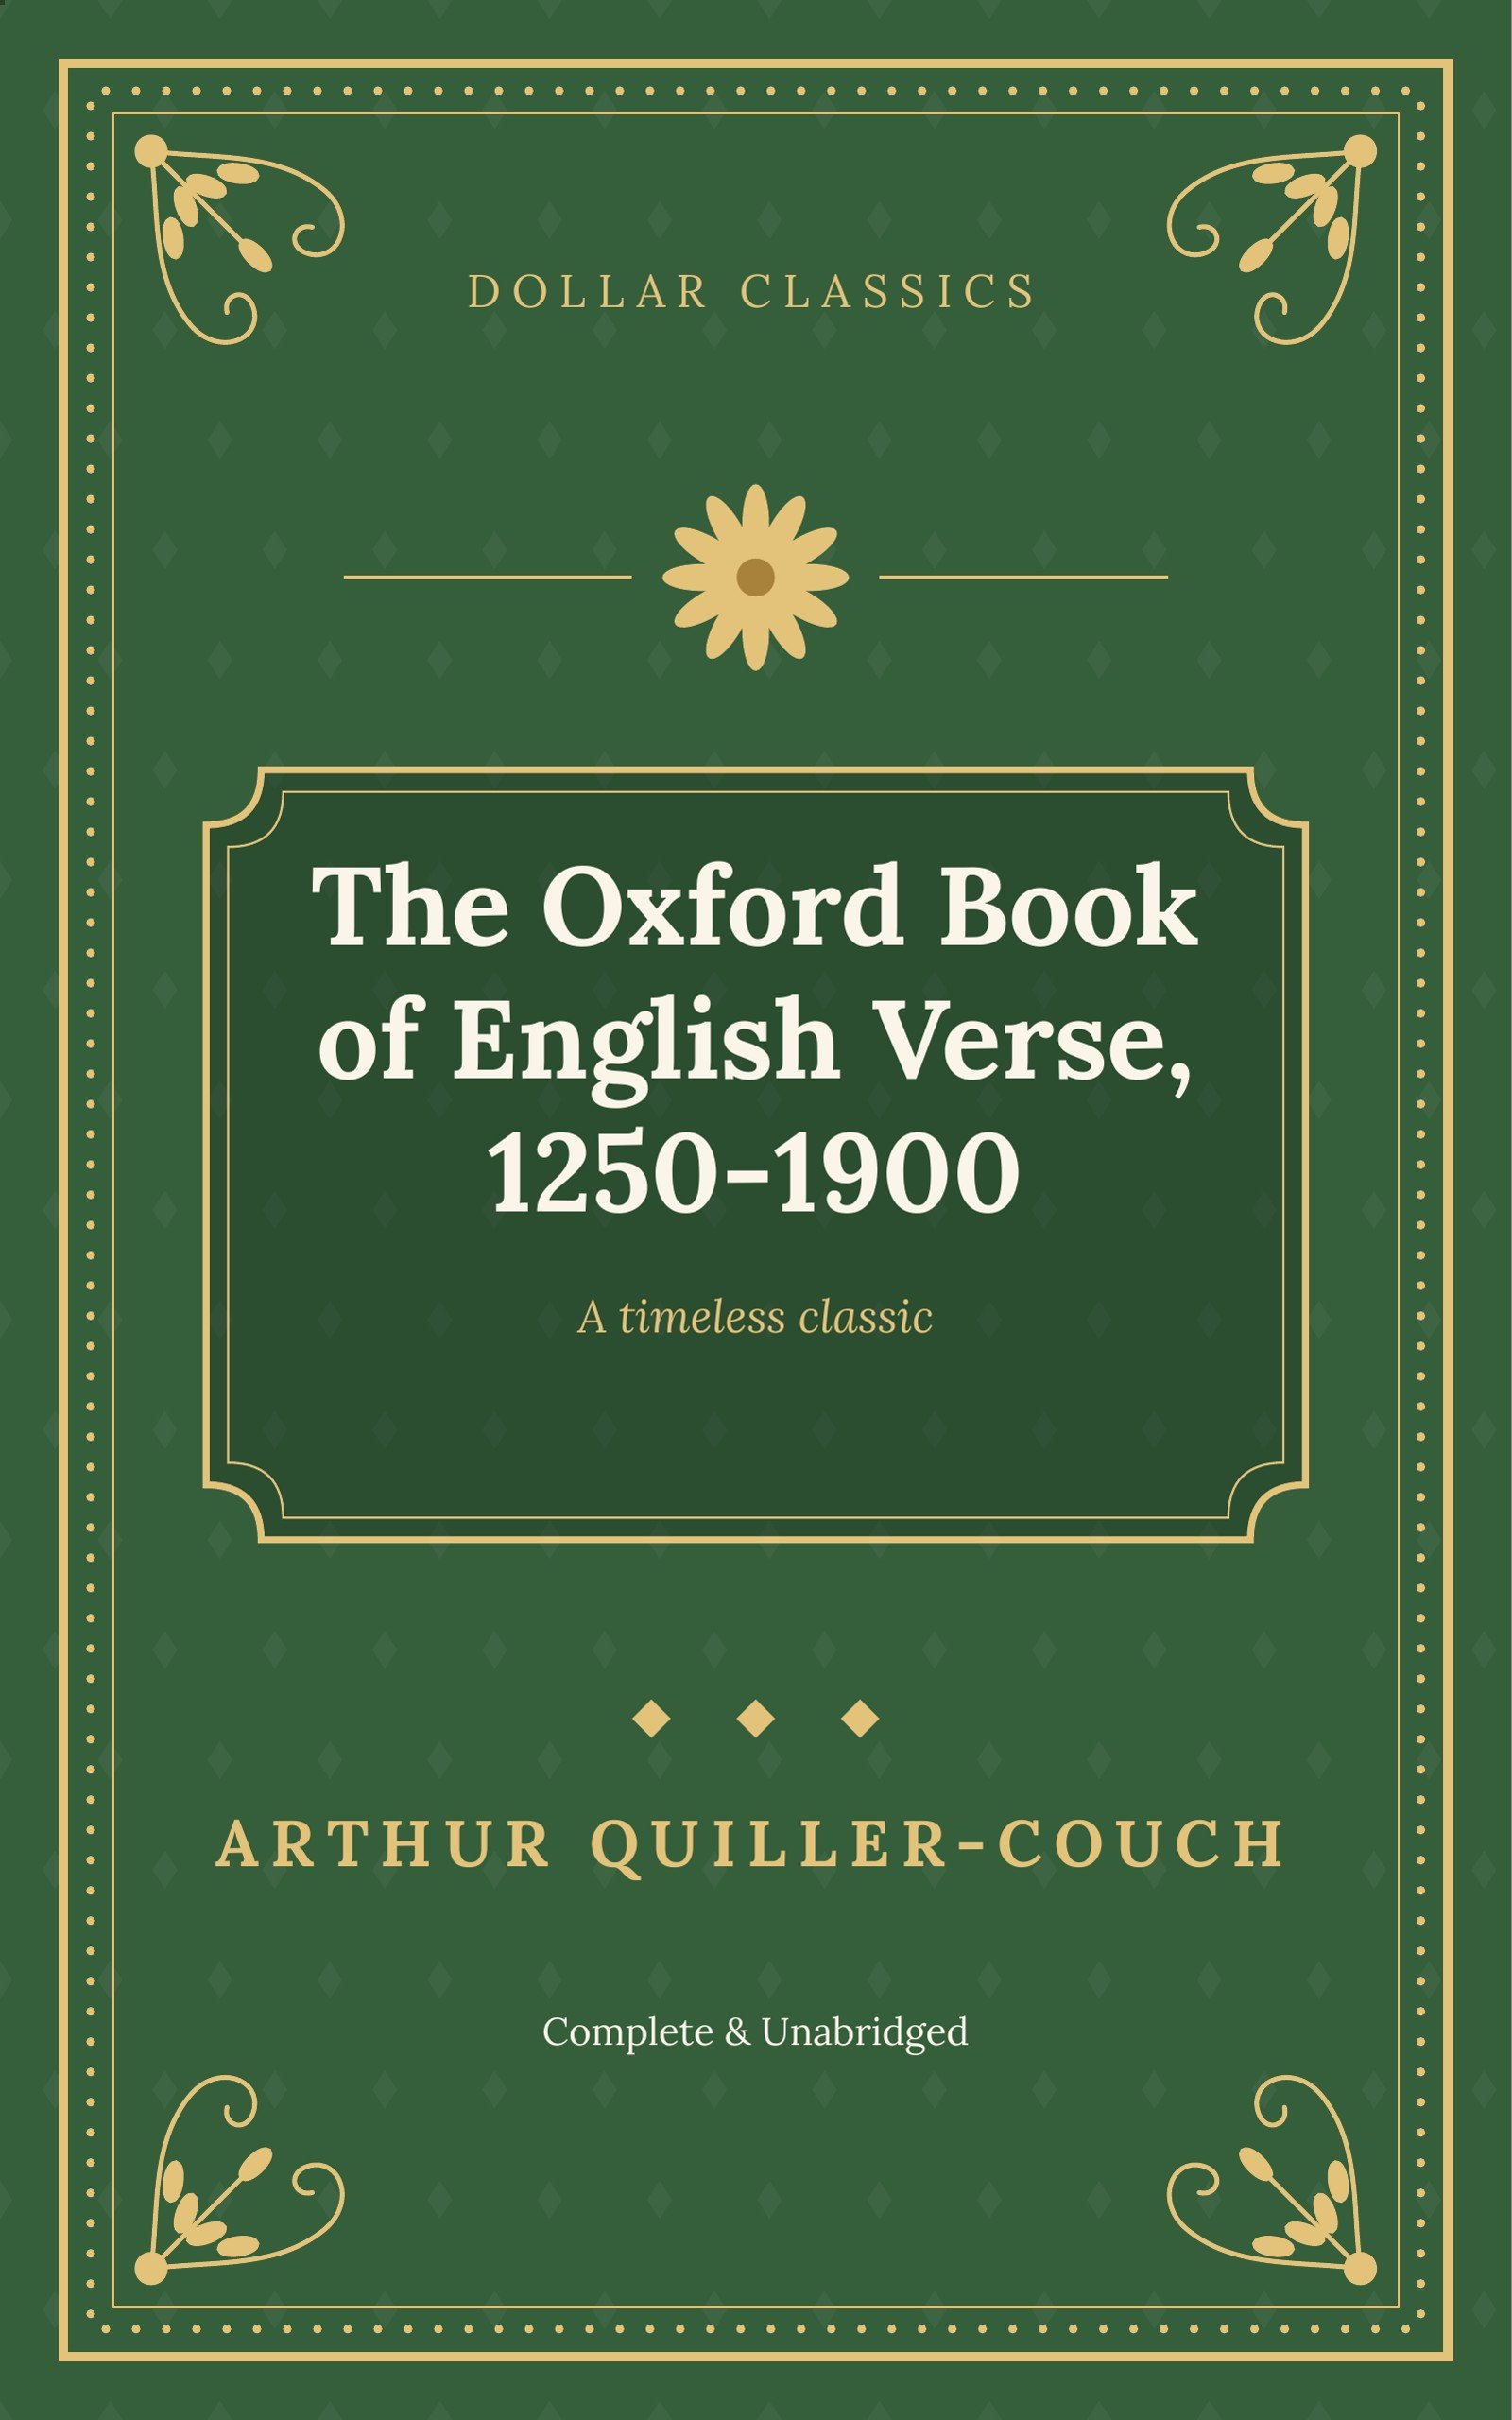 DOLLAR CLASSICS
The Oxford Book
of English Verse,
1250-1900
A timeless classic
ARTHUR QUILLER-COUCH
Complete & Unabridged